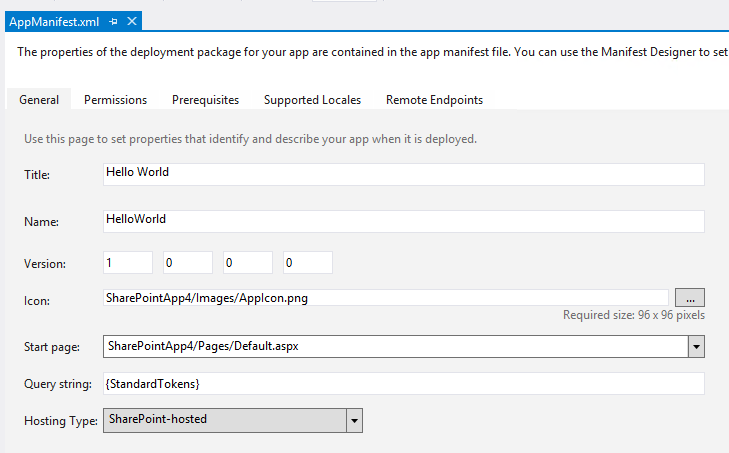 AppManifest.xml
The properties of the deployment package for your app are contained in the app manifest file. You can use the Manifest Designer to set
General Permissions Prerequisites Supported Locales Remote Endpoints
Use this page to set properties that identify and describe your app when it is deployed.
Title: Hello World
Name: HelloWorld
Version: 1 0 0 0
Icon: SharePointApp4/Images/AppIcon.png ...
Required size: 96 x 96 pixels
Start page: SharePointApp4/Pages/Default.aspx
Query string: {StandardTokens}
Hosting Type: SharePoint-hosted